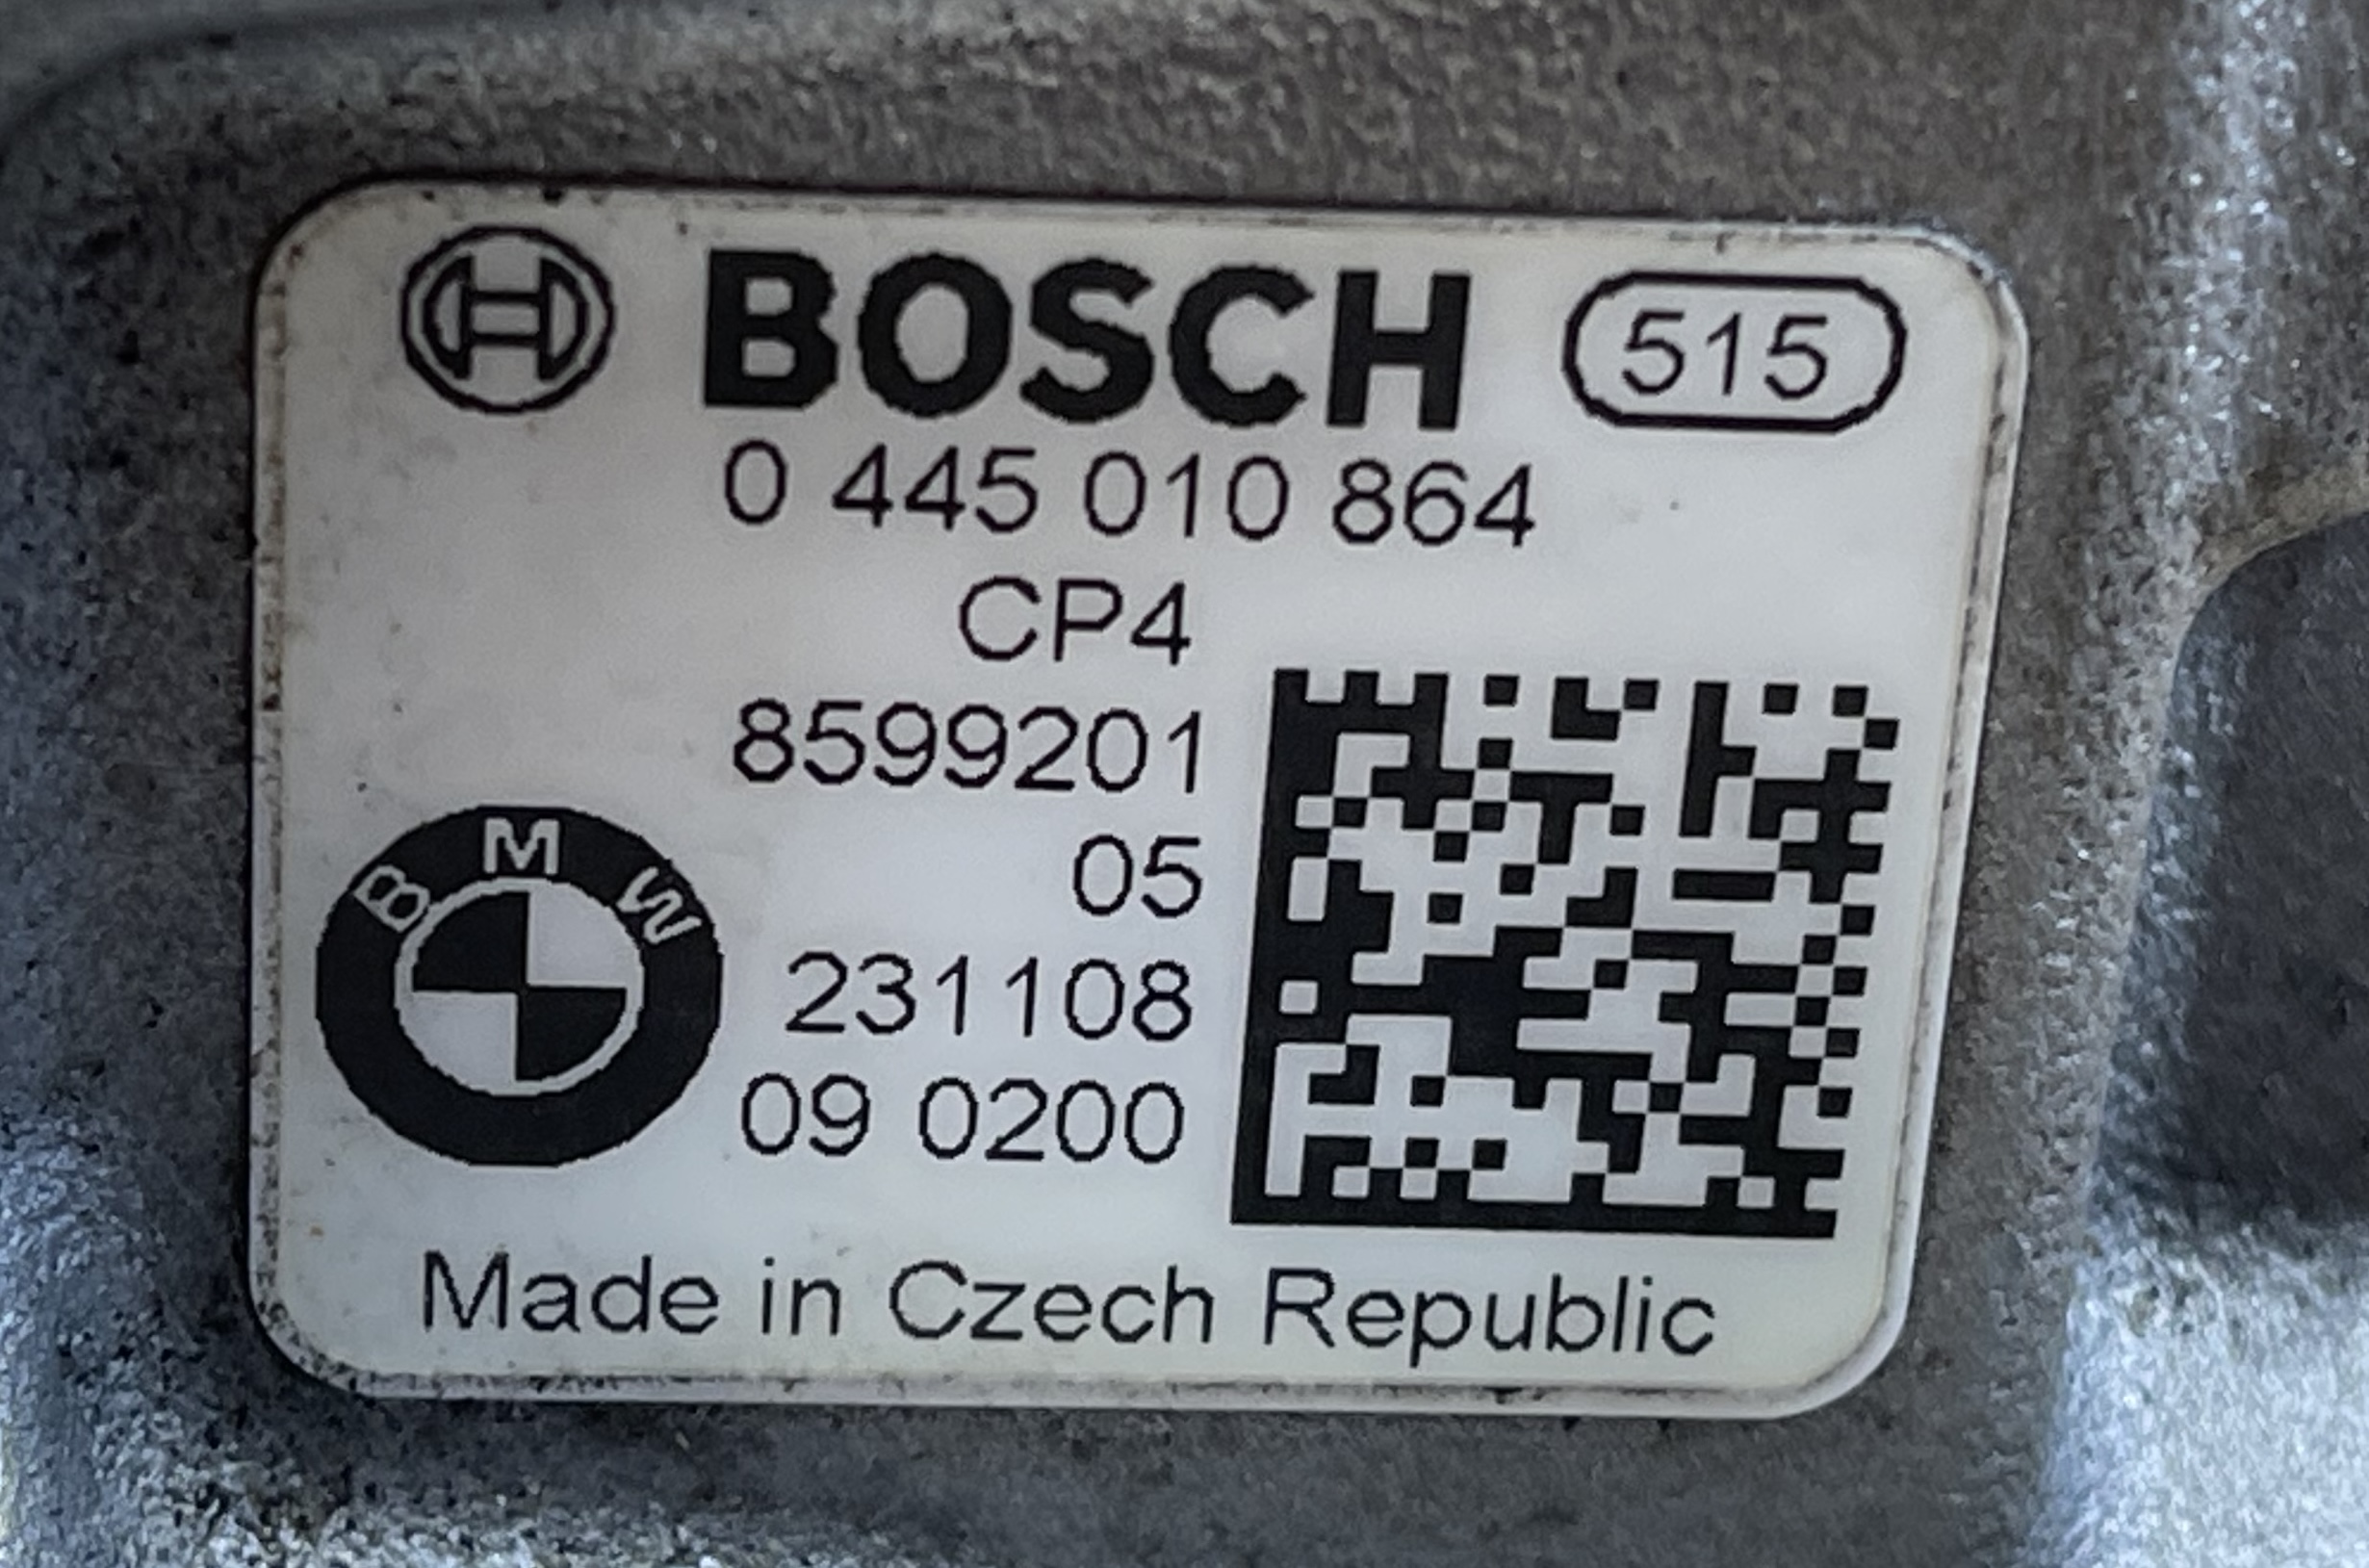 BOSCH 515
0 445 010 864
CP4
8599201
05
BMW
231108
09 0200
Made in Czech Republic